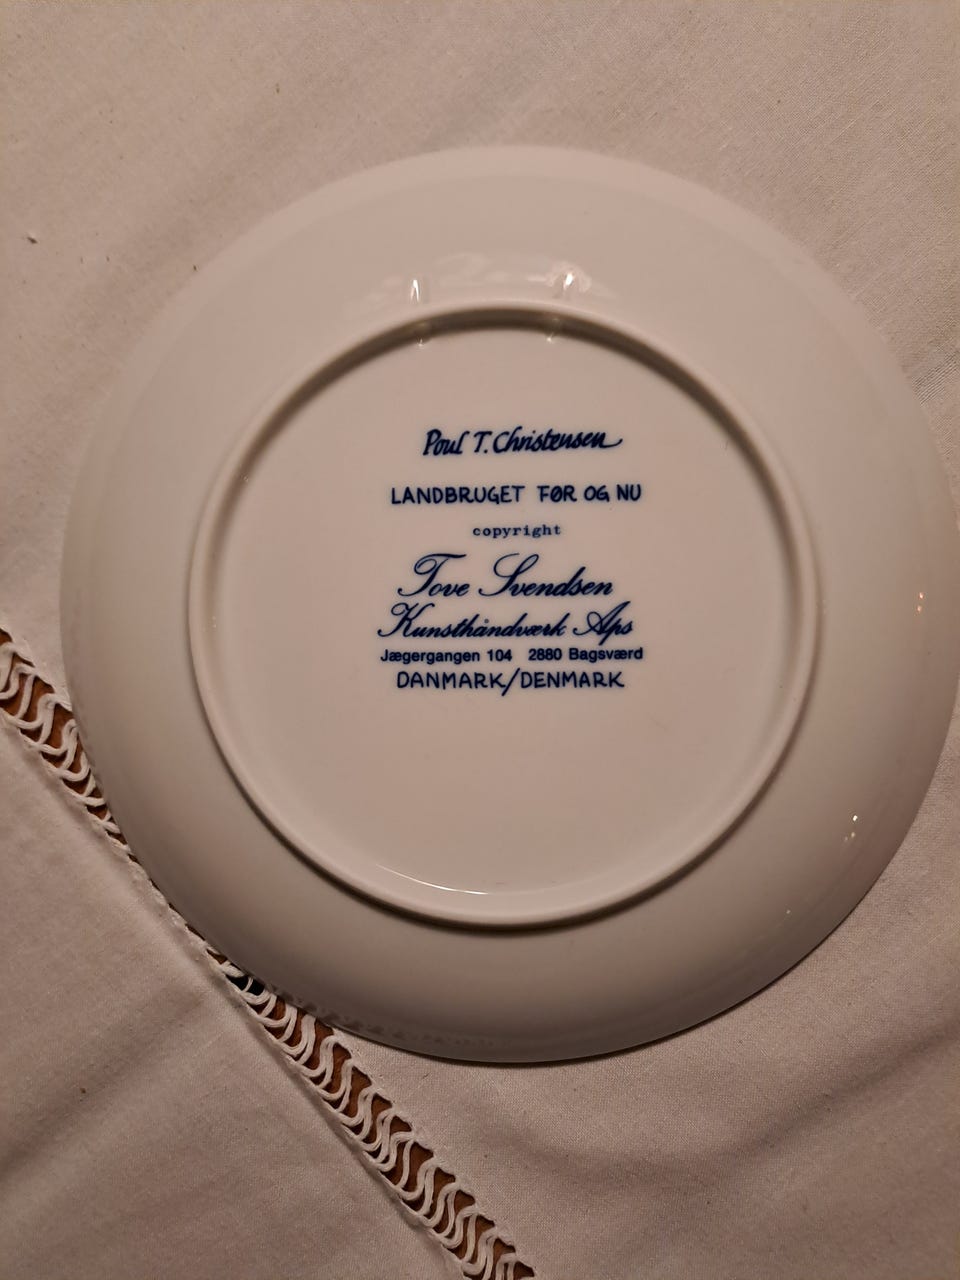 Poul T. Christensen
LANDBRUGET FØR OG NU
copyright
Tove Svendsen
Kunsthåndværk Aps
Jægergangen 104 2880 Bagsværd
DANMARK/DENMARK